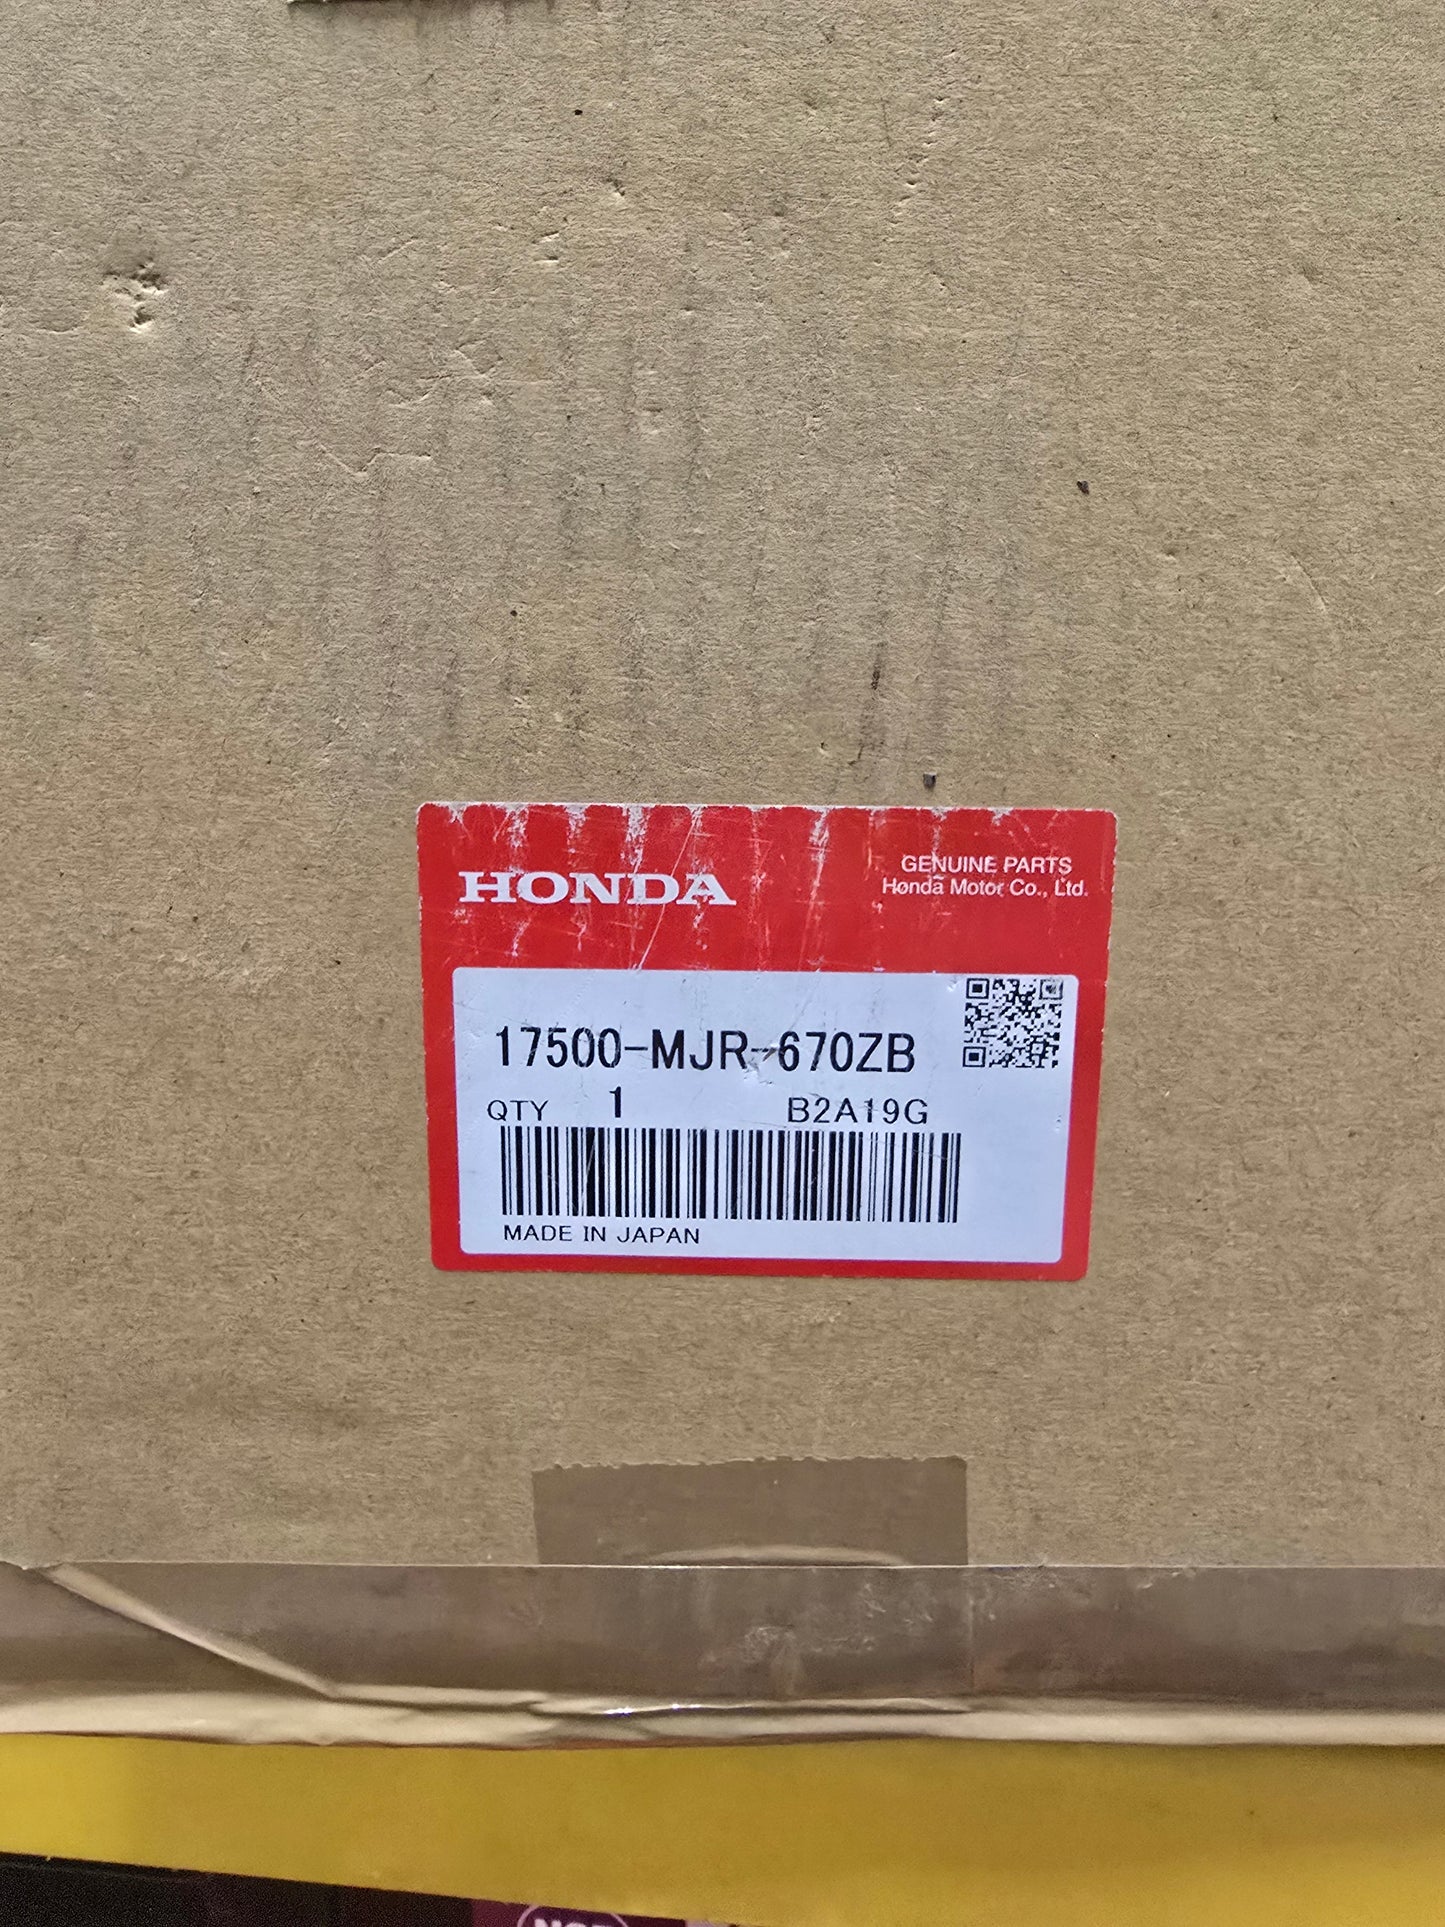 HONDA
GENUINE PARTS
Honda Motor Co., Ltd.
17500-MJR-670ZB
QTY 1 B2A19G
MADE IN JAPAN